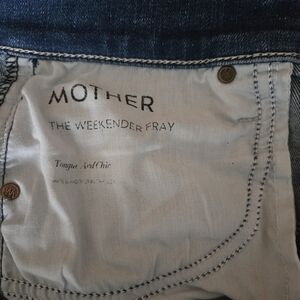 MOTHER
THE WEEKENDER FRAY
Tongue And Chic